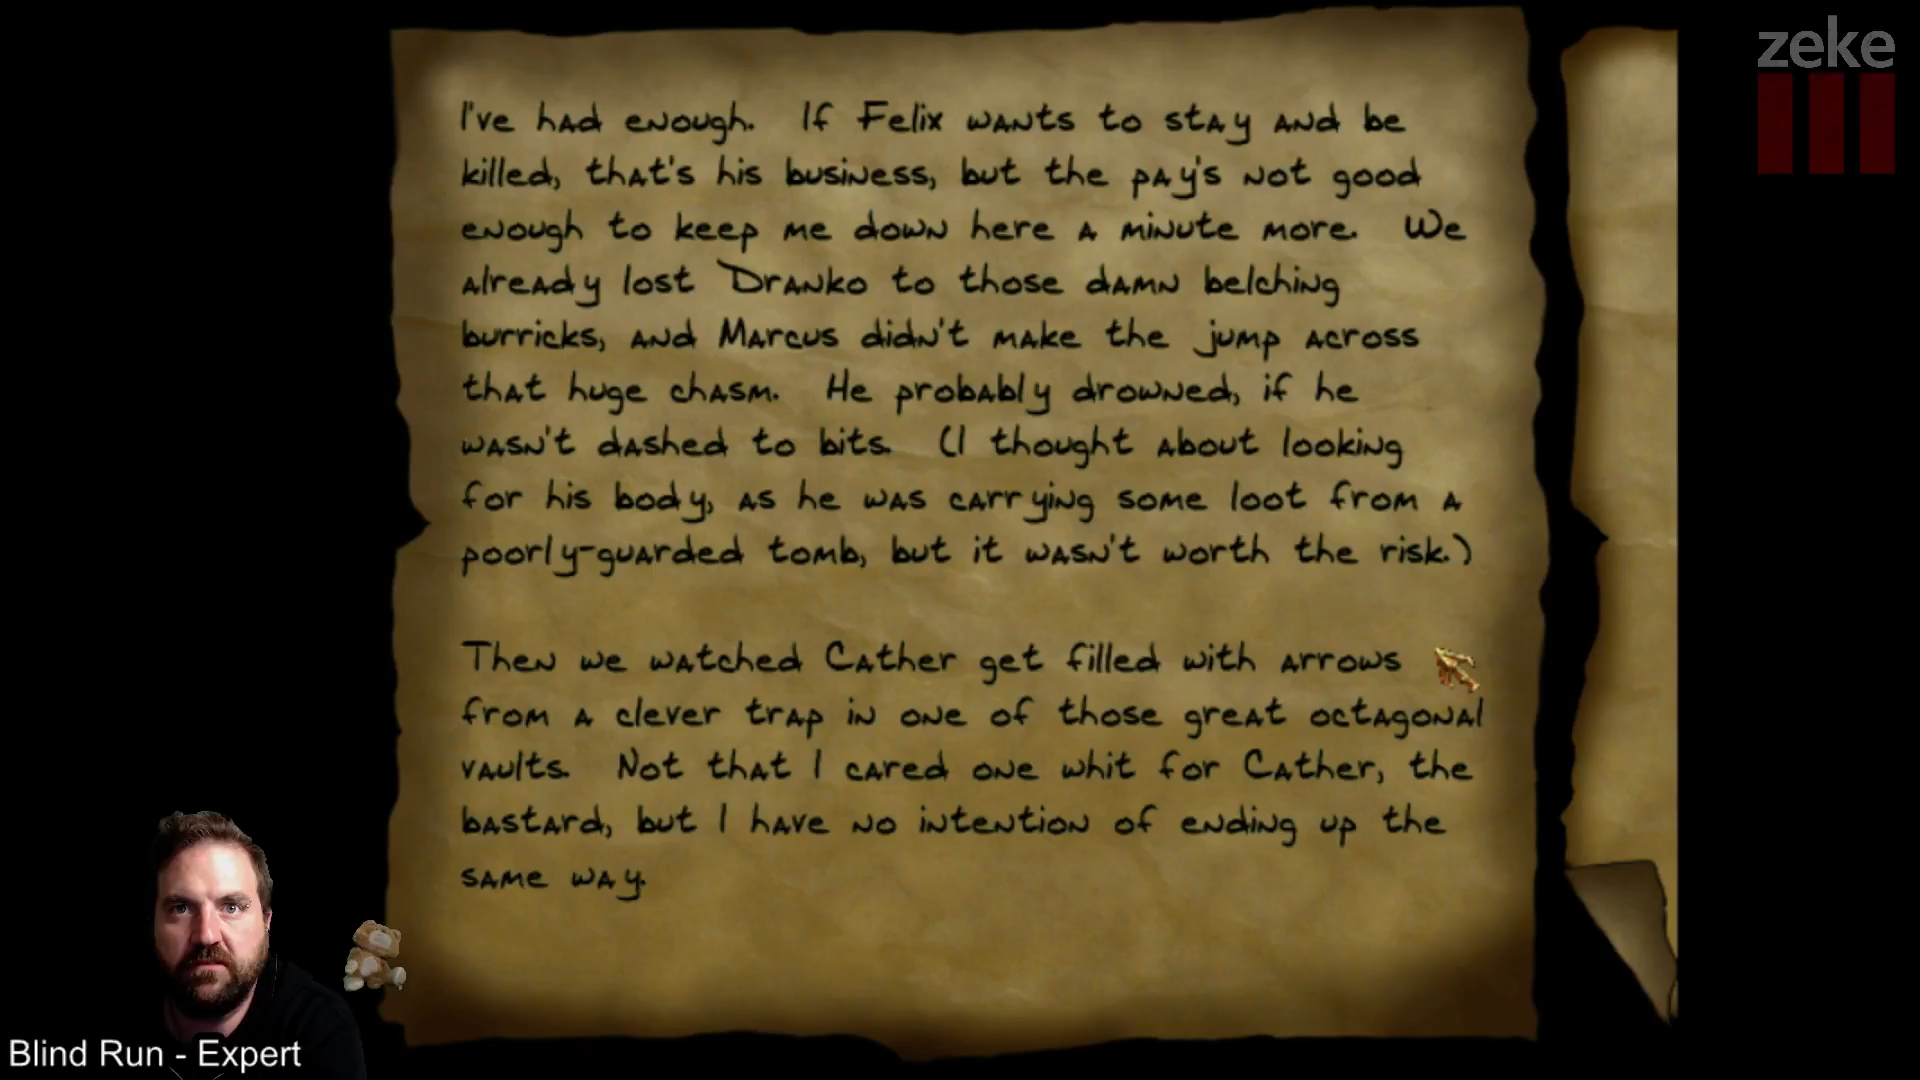 zeke
I've had enough. If Felix wants to stay and be
killed, that's his business, but the pay's not good
enough to keep me down here a minute more. We
already lost Dranko to those damn belching
burricks, and Marcus didn't make the jump across
that huge chasm. He probably drowned, if he
wasn't dashed to bits. (I thought about looking
for his body, as he was carrying some loot from a
poorly-guarded tomb, but it wasn't worth the risk.)
Then we watched Cather get filled with arrows
from a clever trap in one of those great octagonal
vaults. Not that I cared one whit for Cather, the
bastard, but I have no intention of ending up the
same way.
Blind Run - Expert